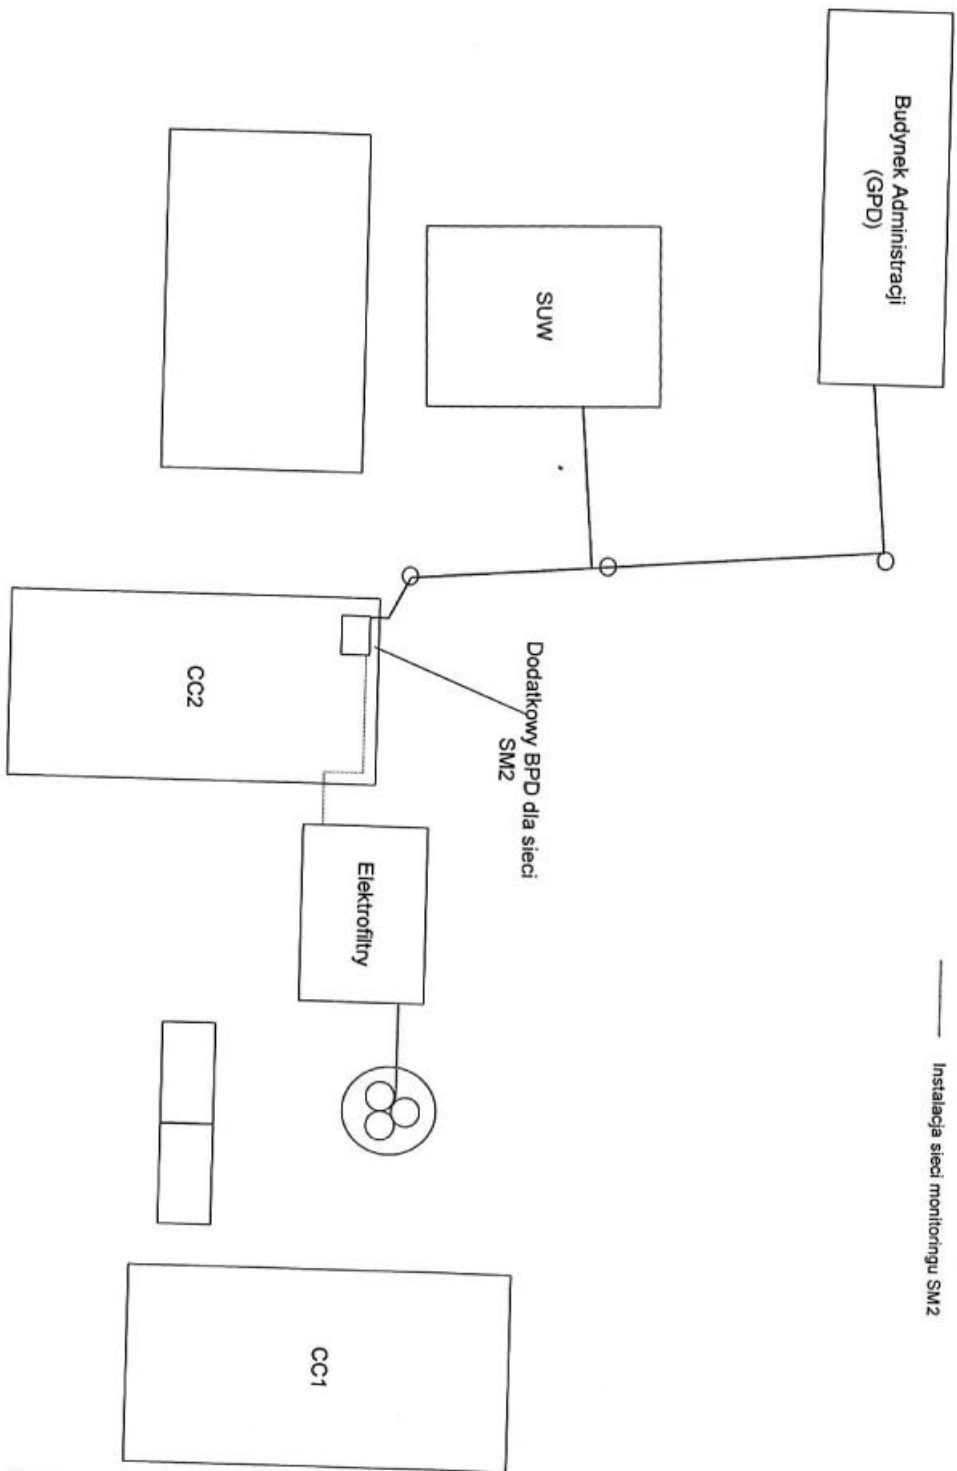 Budynek Administracji
(GPD)
SUW
CC2
Dodatkowy BPD dla sieci
SM2
Elektrofiltry
Instalacja sieci monitoringu SM2
CC1